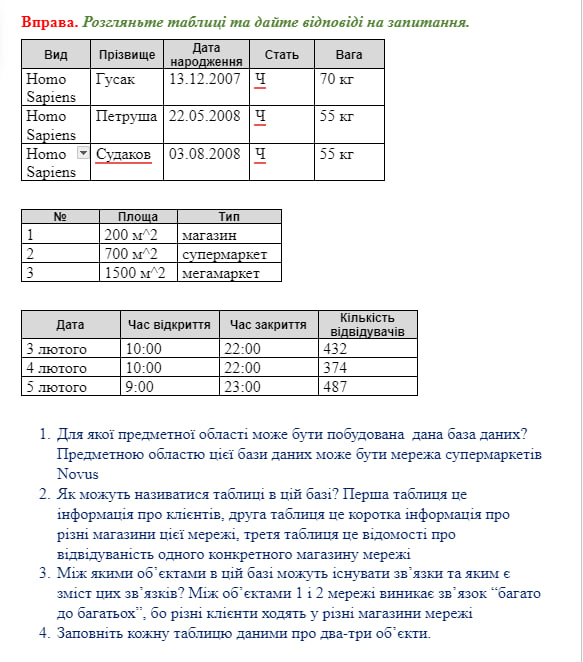 Вправа. Розгляньте таблиці та дайте відповіді на запитання.
Вид Прізвище Дата народження Стать Вага
Homo Sapiens Гусак 13.12.2007 Ч 70 кг
Homo Sapiens Петруша 22.05.2008 Ч 55 кг
Homo Sapiens Судаков 03.08.2008 Ч 55 кг
№ Площа Тип
1 200 м^2 магазин
2 700 м^2 супермаркет
3 1500 м^2 мегамаркет
Дата Час відкриття Час закриття Кількість відвідувачів
3 лютого 10:00 22:00 432
4 лютого 10:00 22:00 374
5 лютого 9:00 23:00 487
1. Для якої предметної області може бути побудована дана база даних?
Предметною областю цієї бази даних може бути мережа супермаркетів
Novus
2. Як можуть називатися таблиці в цій базі? Перша таблиця це
інформація про клієнтів, друга таблиця це коротка інформація про
різні магазини цієї мережі, третя таблиця це відомості про
відвідуваність одного конкретного магазину мережі
3. Між якими об’єктами в цій базі можуть існувати зв’язки та яким є
зміст цих зв’язків? Між об’єктами 1 і 2 мережі виникає зв’язок “багато
до багатьох”, бо різні клієнти ходять у різні магазини мережі
4. Заповніть кожну таблицю даними про два-три об’єкти.